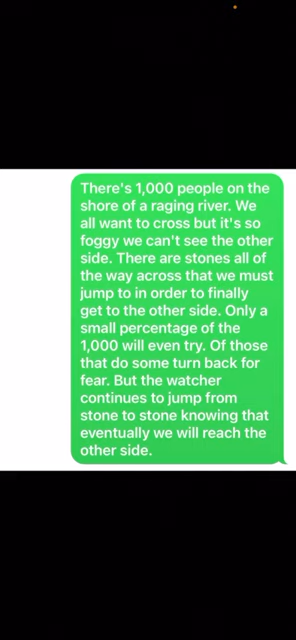 There's 1,000 people on the
shore of a raging river. We
all want to cross but it's so
foggy we can't see the other
side. There are stones all of
the way across that we must
jump to in order to finally
get to the other side. Only a
small percentage of the
1,000 will even try. Of those
that do some turn back for
fear. But the watcher
continues to jump from
stone to stone knowing that
eventually we will reach the
other side.